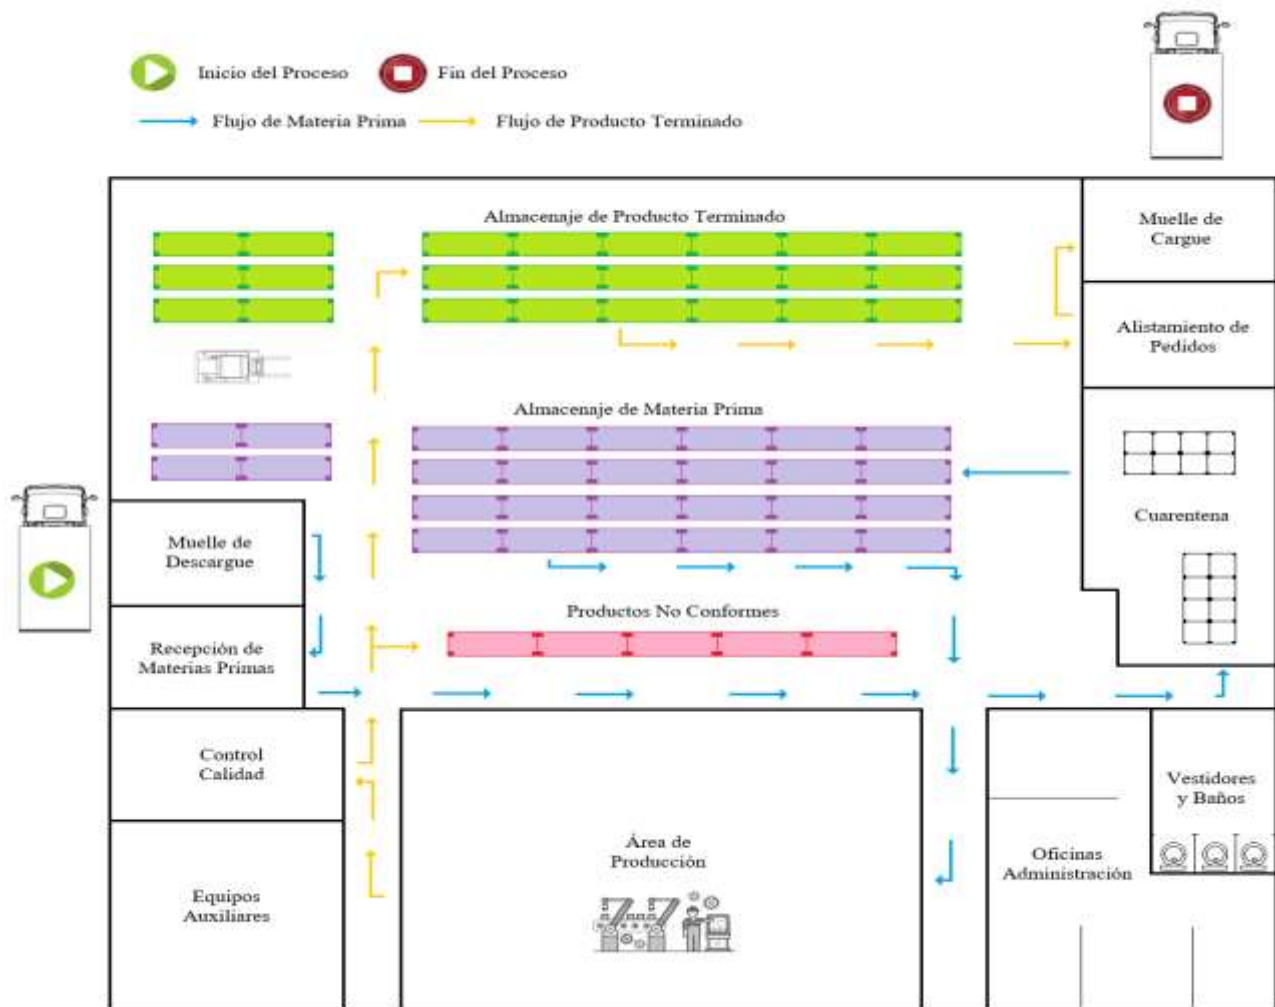 Inicio del Proceso
Fin del Proceso
Flujo de Materia Prima
Flujo de Producto Terminado
Almacenaje de Producto Terminado
Muelle de
Cargue
Alistamiento de
Pedidos
Almacenaje de Materia Prima
Cuarentena
Muelle de
Descargue
Productos No Conformes
Recepción de
Materias Primas
Control
Calidad
Vestidores
y Baños
Área de
Producción
Oficinas
Administración
Equipos
Auxiliares